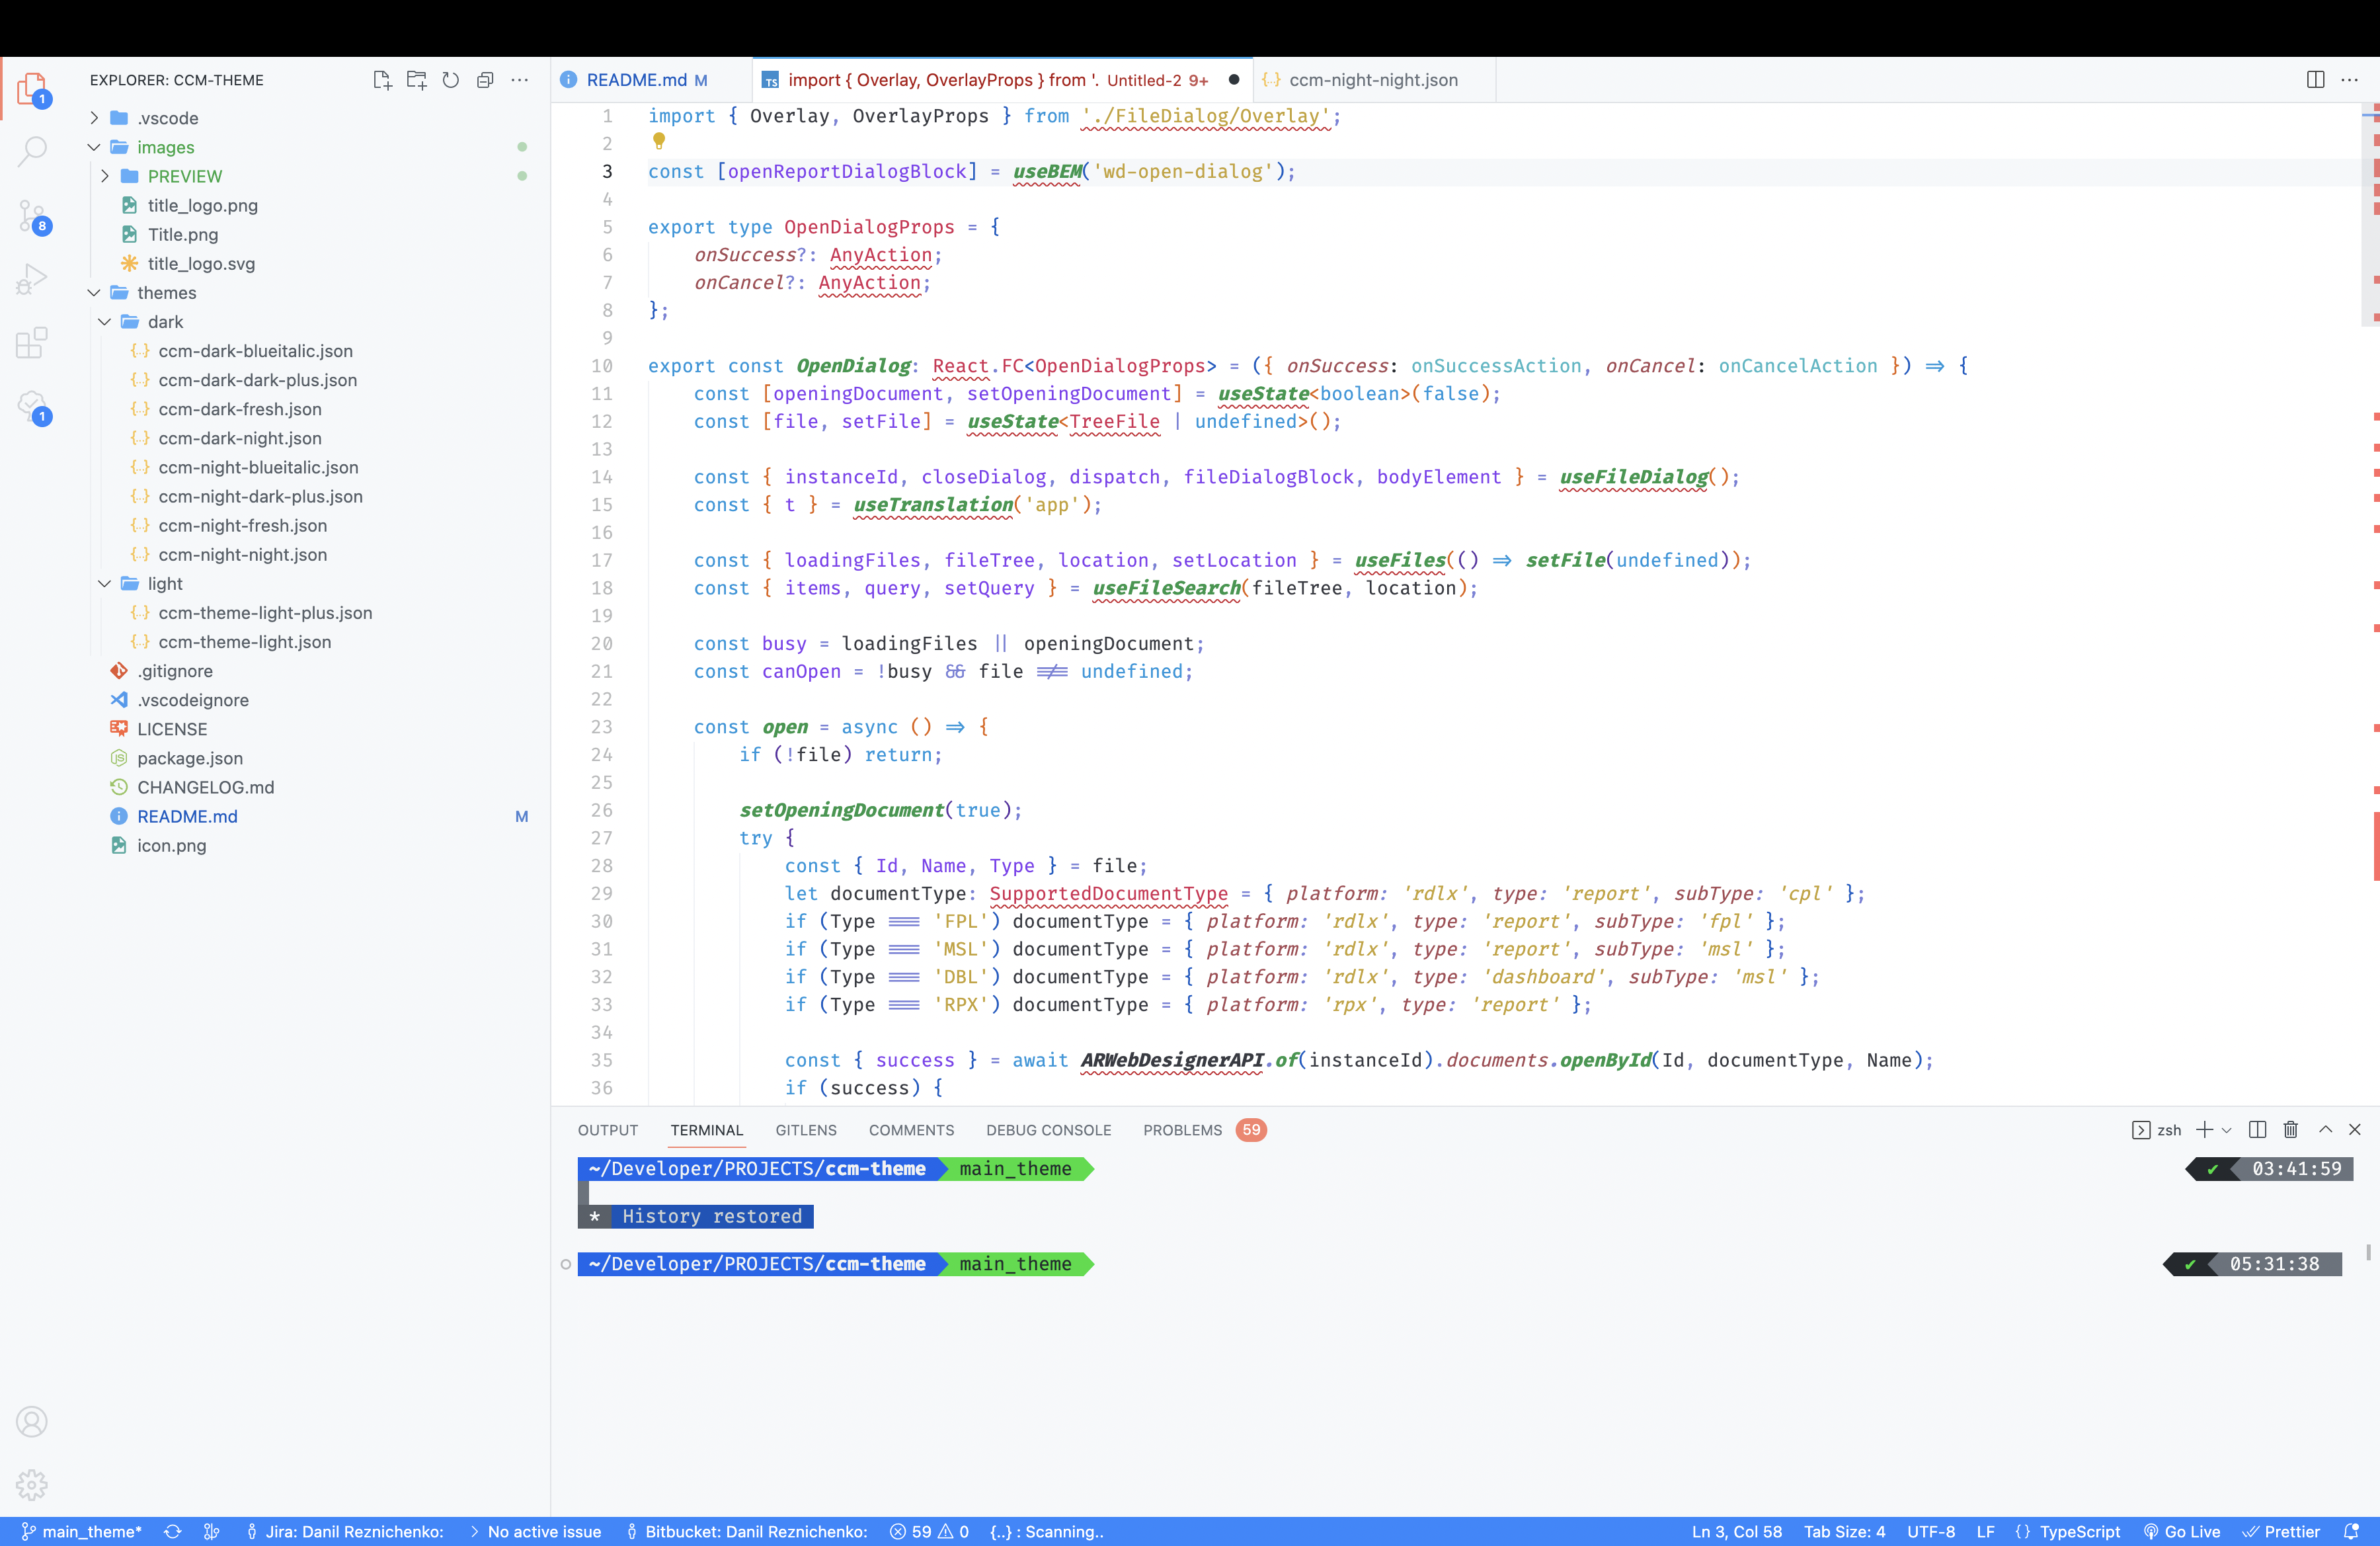 EXPLORER: CCM-THEME
.vscode
images
PREVIEW
title_logo.png
Title.png
title_logo.svg
themes
dark
ccm-dark-blueitalic.json
ccm-dark-dark-plus.json
ccm-dark-fresh.json
ccm-dark-night.json
ccm-night-blueitalic.json
ccm-night-dark-plus.json
ccm-night-fresh.json
ccm-night-night.json
light
ccm-theme-light-plus.json
ccm-theme-light.json
.gitignore
.vscodeignore
LICENSE
package.json
CHANGELOG.md
README.md M
icon.png
1
8
1
README.md M
TS import { Overlay, OverlayProps } from '. Untitled-2 9+
{..} ccm-night-night.json
1 import { Overlay, OverlayProps } from './FileDialog/Overlay';
2
3 const [openReportDialogBlock] = useBEM('wd-open-dialog');
4
5 export type OpenDialogProps = {
6 onSuccess?: AnyAction;
7 onCancel?: AnyAction;
8 };
9
10 export const OpenDialog: React.FC<OpenDialogProps> = ({ onSuccess: onSuccessAction, onCancel: onCancelAction }) => {
11 const [openingDocument, setOpeningDocument] = useState<boolean>(false);
12 const [file, setFile] = useState<TreeFile | undefined>();
13
14 const { instanceId, closeDialog, dispatch, fileDialogBlock, bodyElement } = useFileDialog();
15 const { t } = useTranslation('app');
16
17 const { loadingFiles, fileTree, location, setLocation } = useFiles(() => setFile(undefined));
18 const { items, query, setQuery } = useFileSearch(fileTree, location);
19
20 const busy = loadingFiles || openingDocument;
21 const canOpen = !busy && file !== undefined;
22
23 const open = async () => {
24 if (!file) return;
25
26 setOpeningDocument(true);
27 try {
28 const { Id, Name, Type } = file;
29 let documentType: SupportedDocumentType = { platform: 'rdlx', type: 'report', subType: 'cpl' };
30 if (Type === 'FPL') documentType = { platform: 'rdlx', type: 'report', subType: 'fpl' };
31 if (Type === 'MSL') documentType = { platform: 'rdlx', type: 'report', subType: 'msl' };
32 if (Type === 'DBL') documentType = { platform: 'rdlx', type: 'dashboard', subType: 'msl' };
33 if (Type === 'RPX') documentType = { platform: 'rpx', type: 'report' };
34
35 const { success } = await ARWebDesignerAPI.of(instanceId).documents.openById(Id, documentType, Name);
36 if (success) {
OUTPUT TERMINAL GITLENS COMMENTS DEBUG CONSOLE PROBLEMS 59 zsh
~/Developer/PROJECTS/ccm-theme main_theme ✔ 03:41:59
* History restored
~/Developer/PROJECTS/ccm-theme main_theme ✔ 05:31:38
main_theme* Jira: Danil Reznichenko: > No active issue Bitbucket: Danil Reznichenko: 59 0 {..} : Scanning.. Ln 3, Col 58 Tab Size: 4 UTF-8 LF {} TypeScript Go Live Prettier